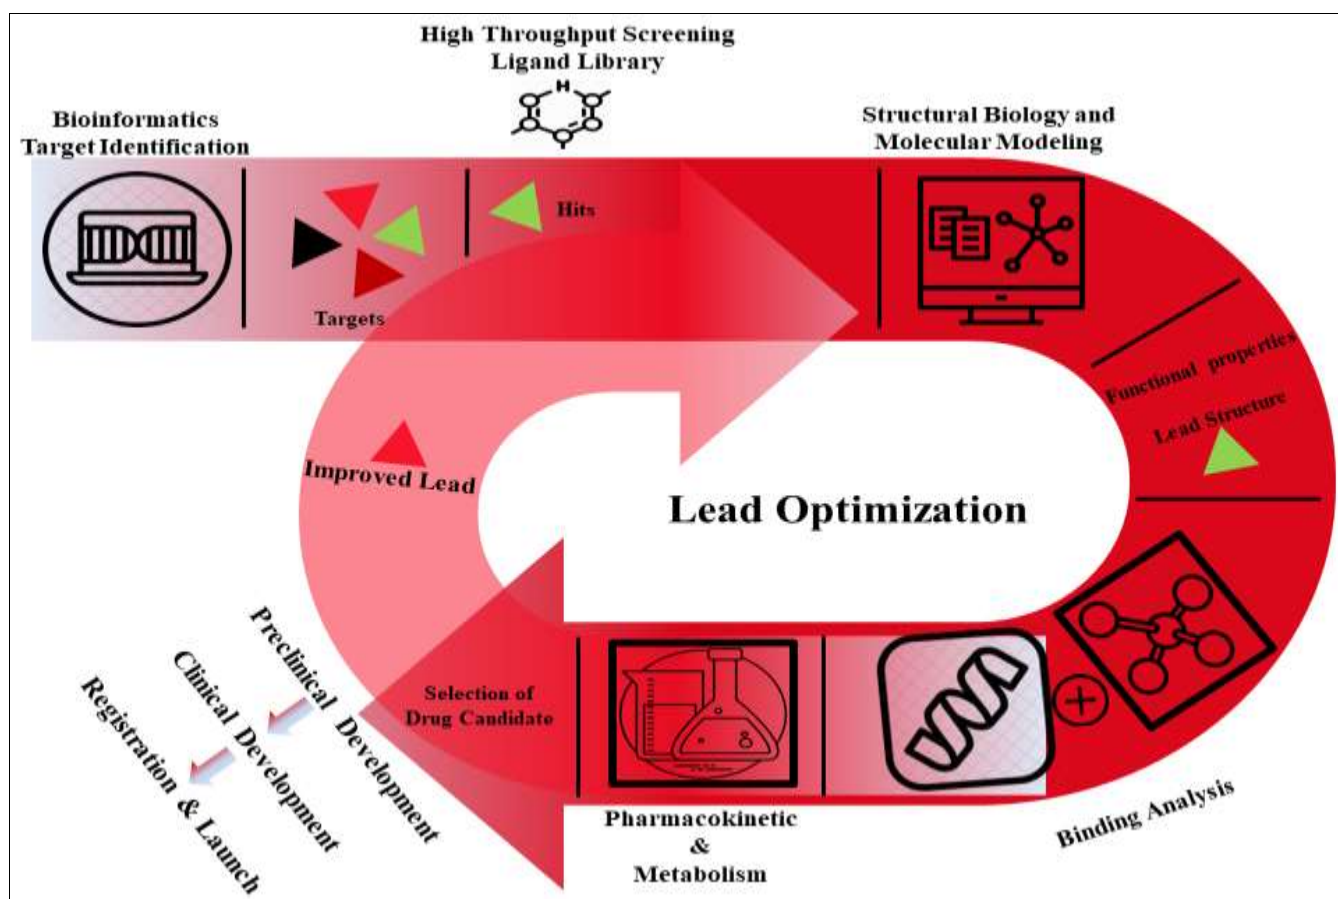 High Throughput Screening
Ligand Library
H
Bioinformatics
Target Identification
Structural Biology and
Molecular Modeling
Hits
Targets
Functional properties
Lead Structure
Improved Lead
Lead Optimization
Selection of
Drug Candidate
Preclinical Development
Clinical Development
Registration & Launch
Pharmacokinetic
&
Metabolism
Binding Analysis